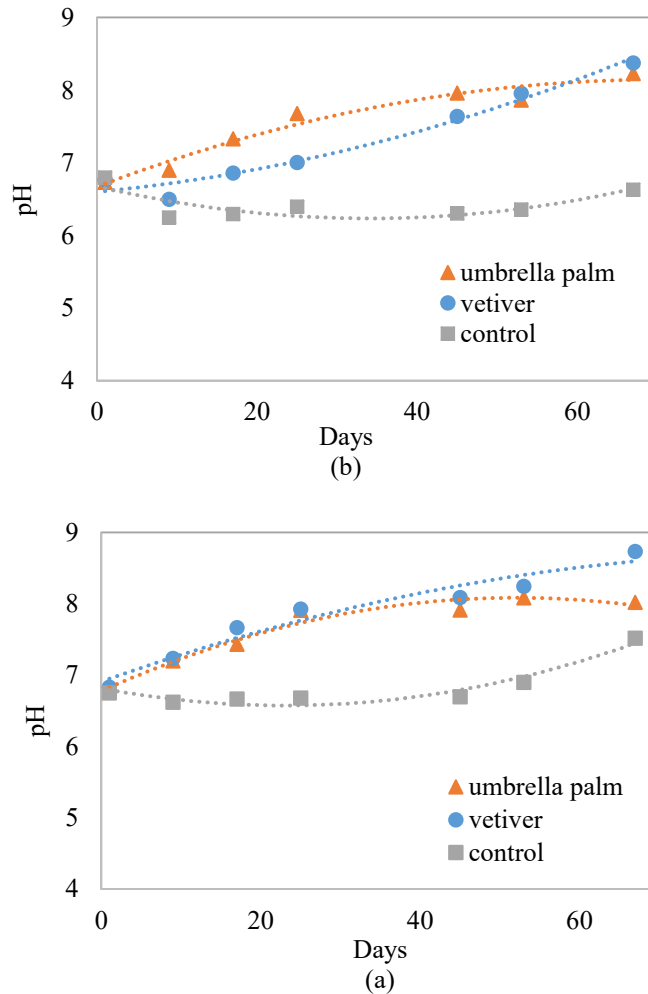 9
8
7
6
5
4
pH
umbrella palm
vetiver
control
0 20 40 60
Days
(b)
9
8
7
6
5
4
pH
umbrella palm
vetiver
control
0 20 40 60
Days
(a)